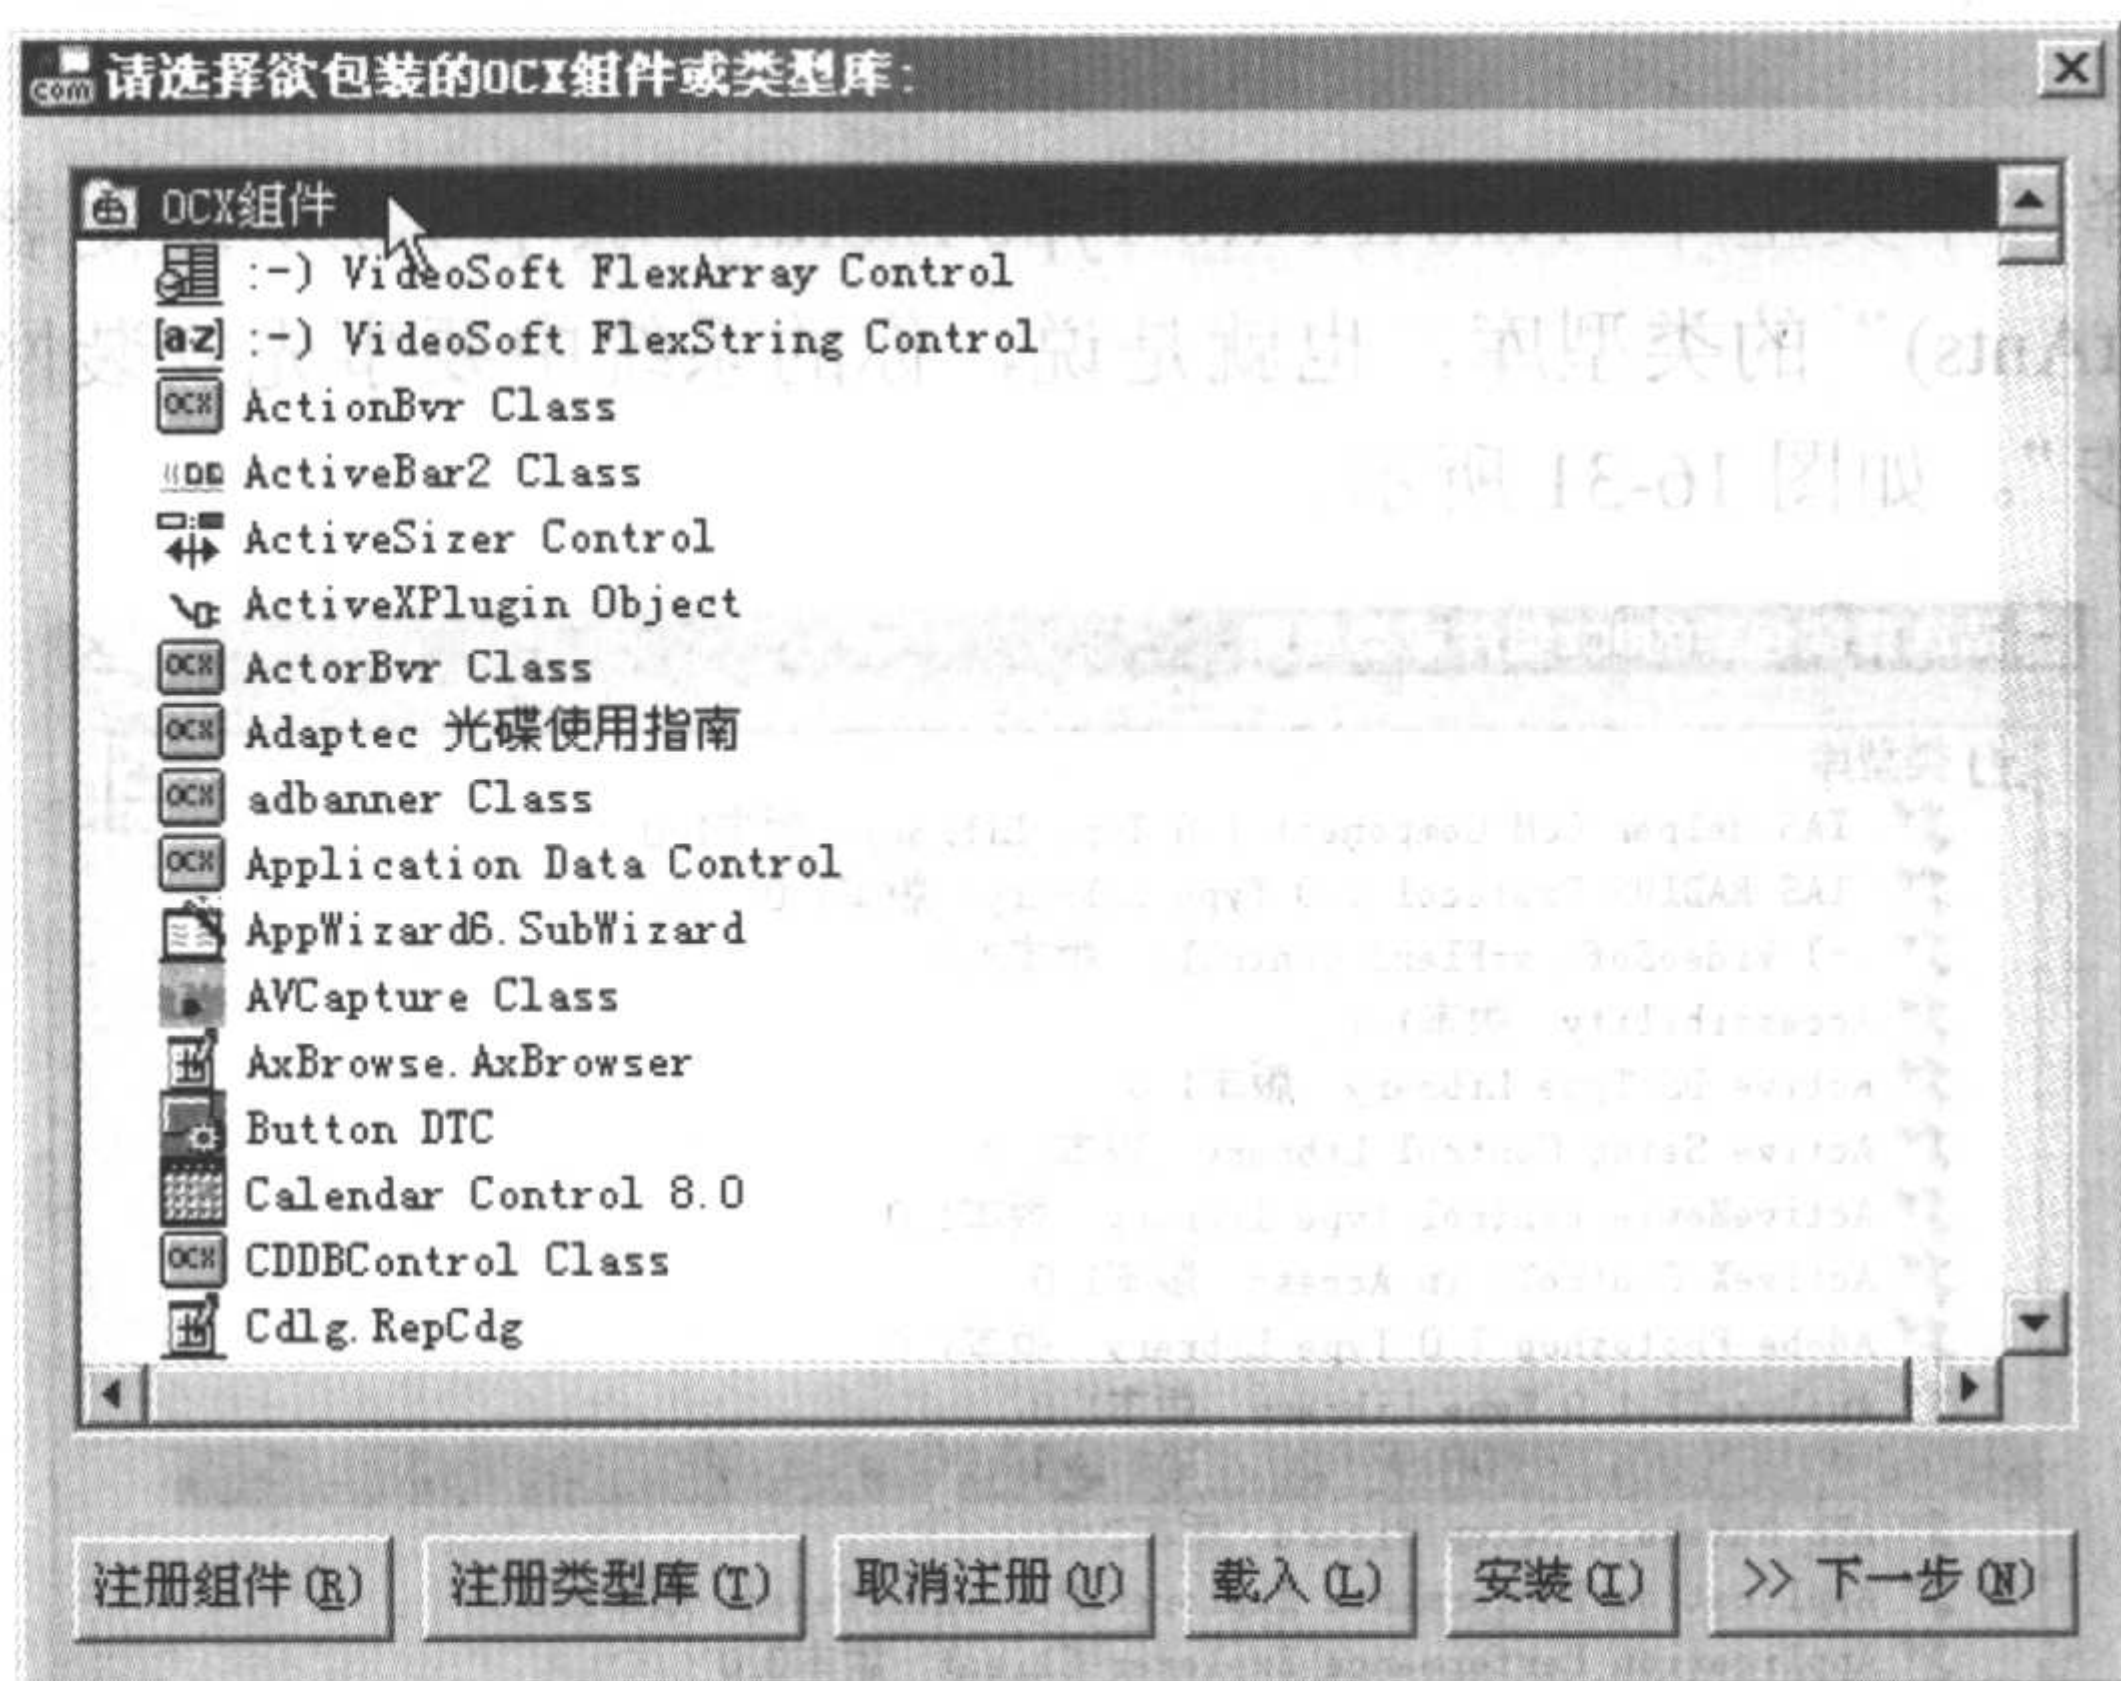 请选择欲包装的OCX组件或类型库:
OCX组件
:-) VideoSoft FlexArray Control
:-) VideoSoft FlexString Control
ActionBvr Class
ActiveBar2 Class
ActiveSizer Control
ActiveXPlugin Object
ActorBvr Class
Adaptec 光碟使用指南
adbanner Class
Application Data Control
AppWizard6.SubWizard
AVCapture Class
AxBrowse.AxBrowser
Button DTC
Calendar Control 8.0
CDDBControl Class
Cdlg.RepCdg
注册组件(R) 注册类型库(T) 取消注册(U) 载入(L) 安装(I) >> 下一步(N)